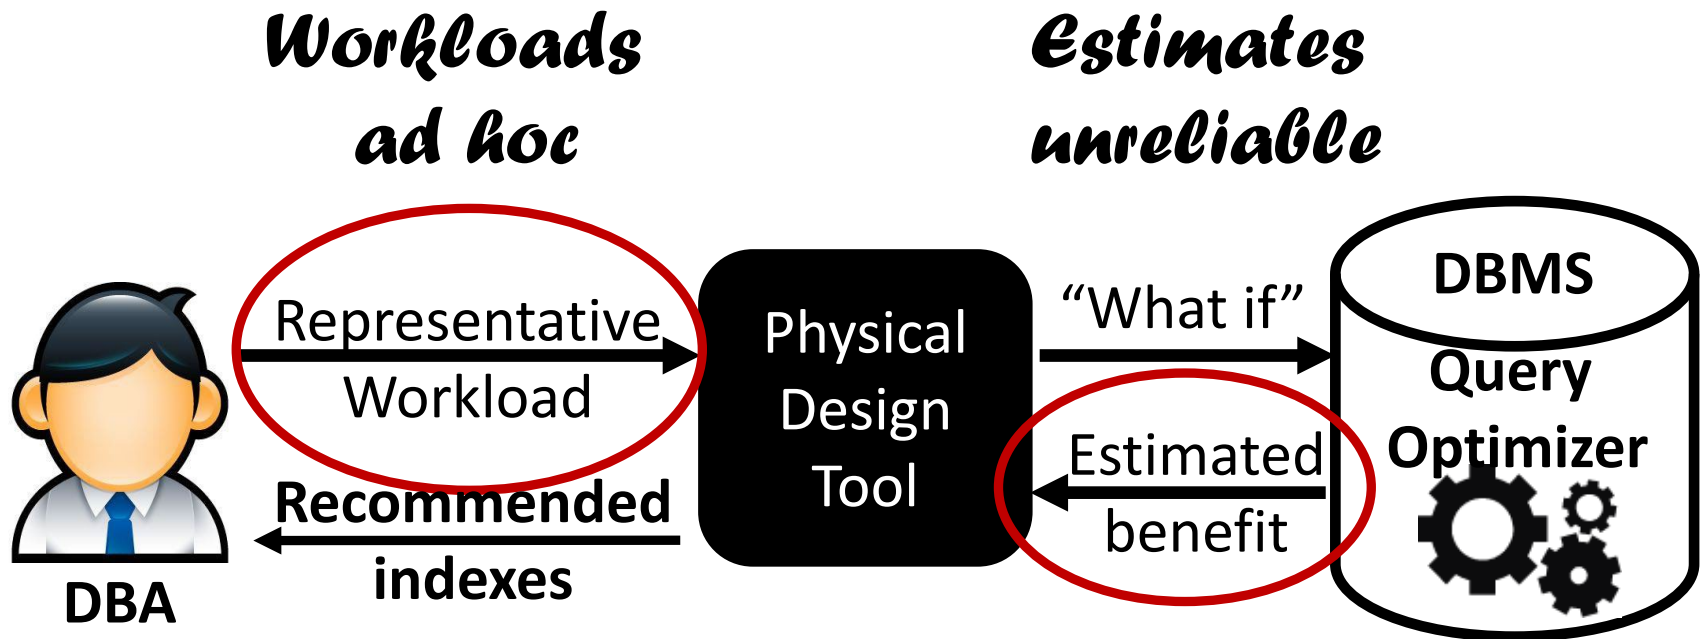 Workloads
ad hoc
Estimates
unreliable
Representative
Workload
Recommended
indexes
DBA
Physical
Design
Tool
“What if”
Estimated
benefit
DBMS
Query
Optimizer